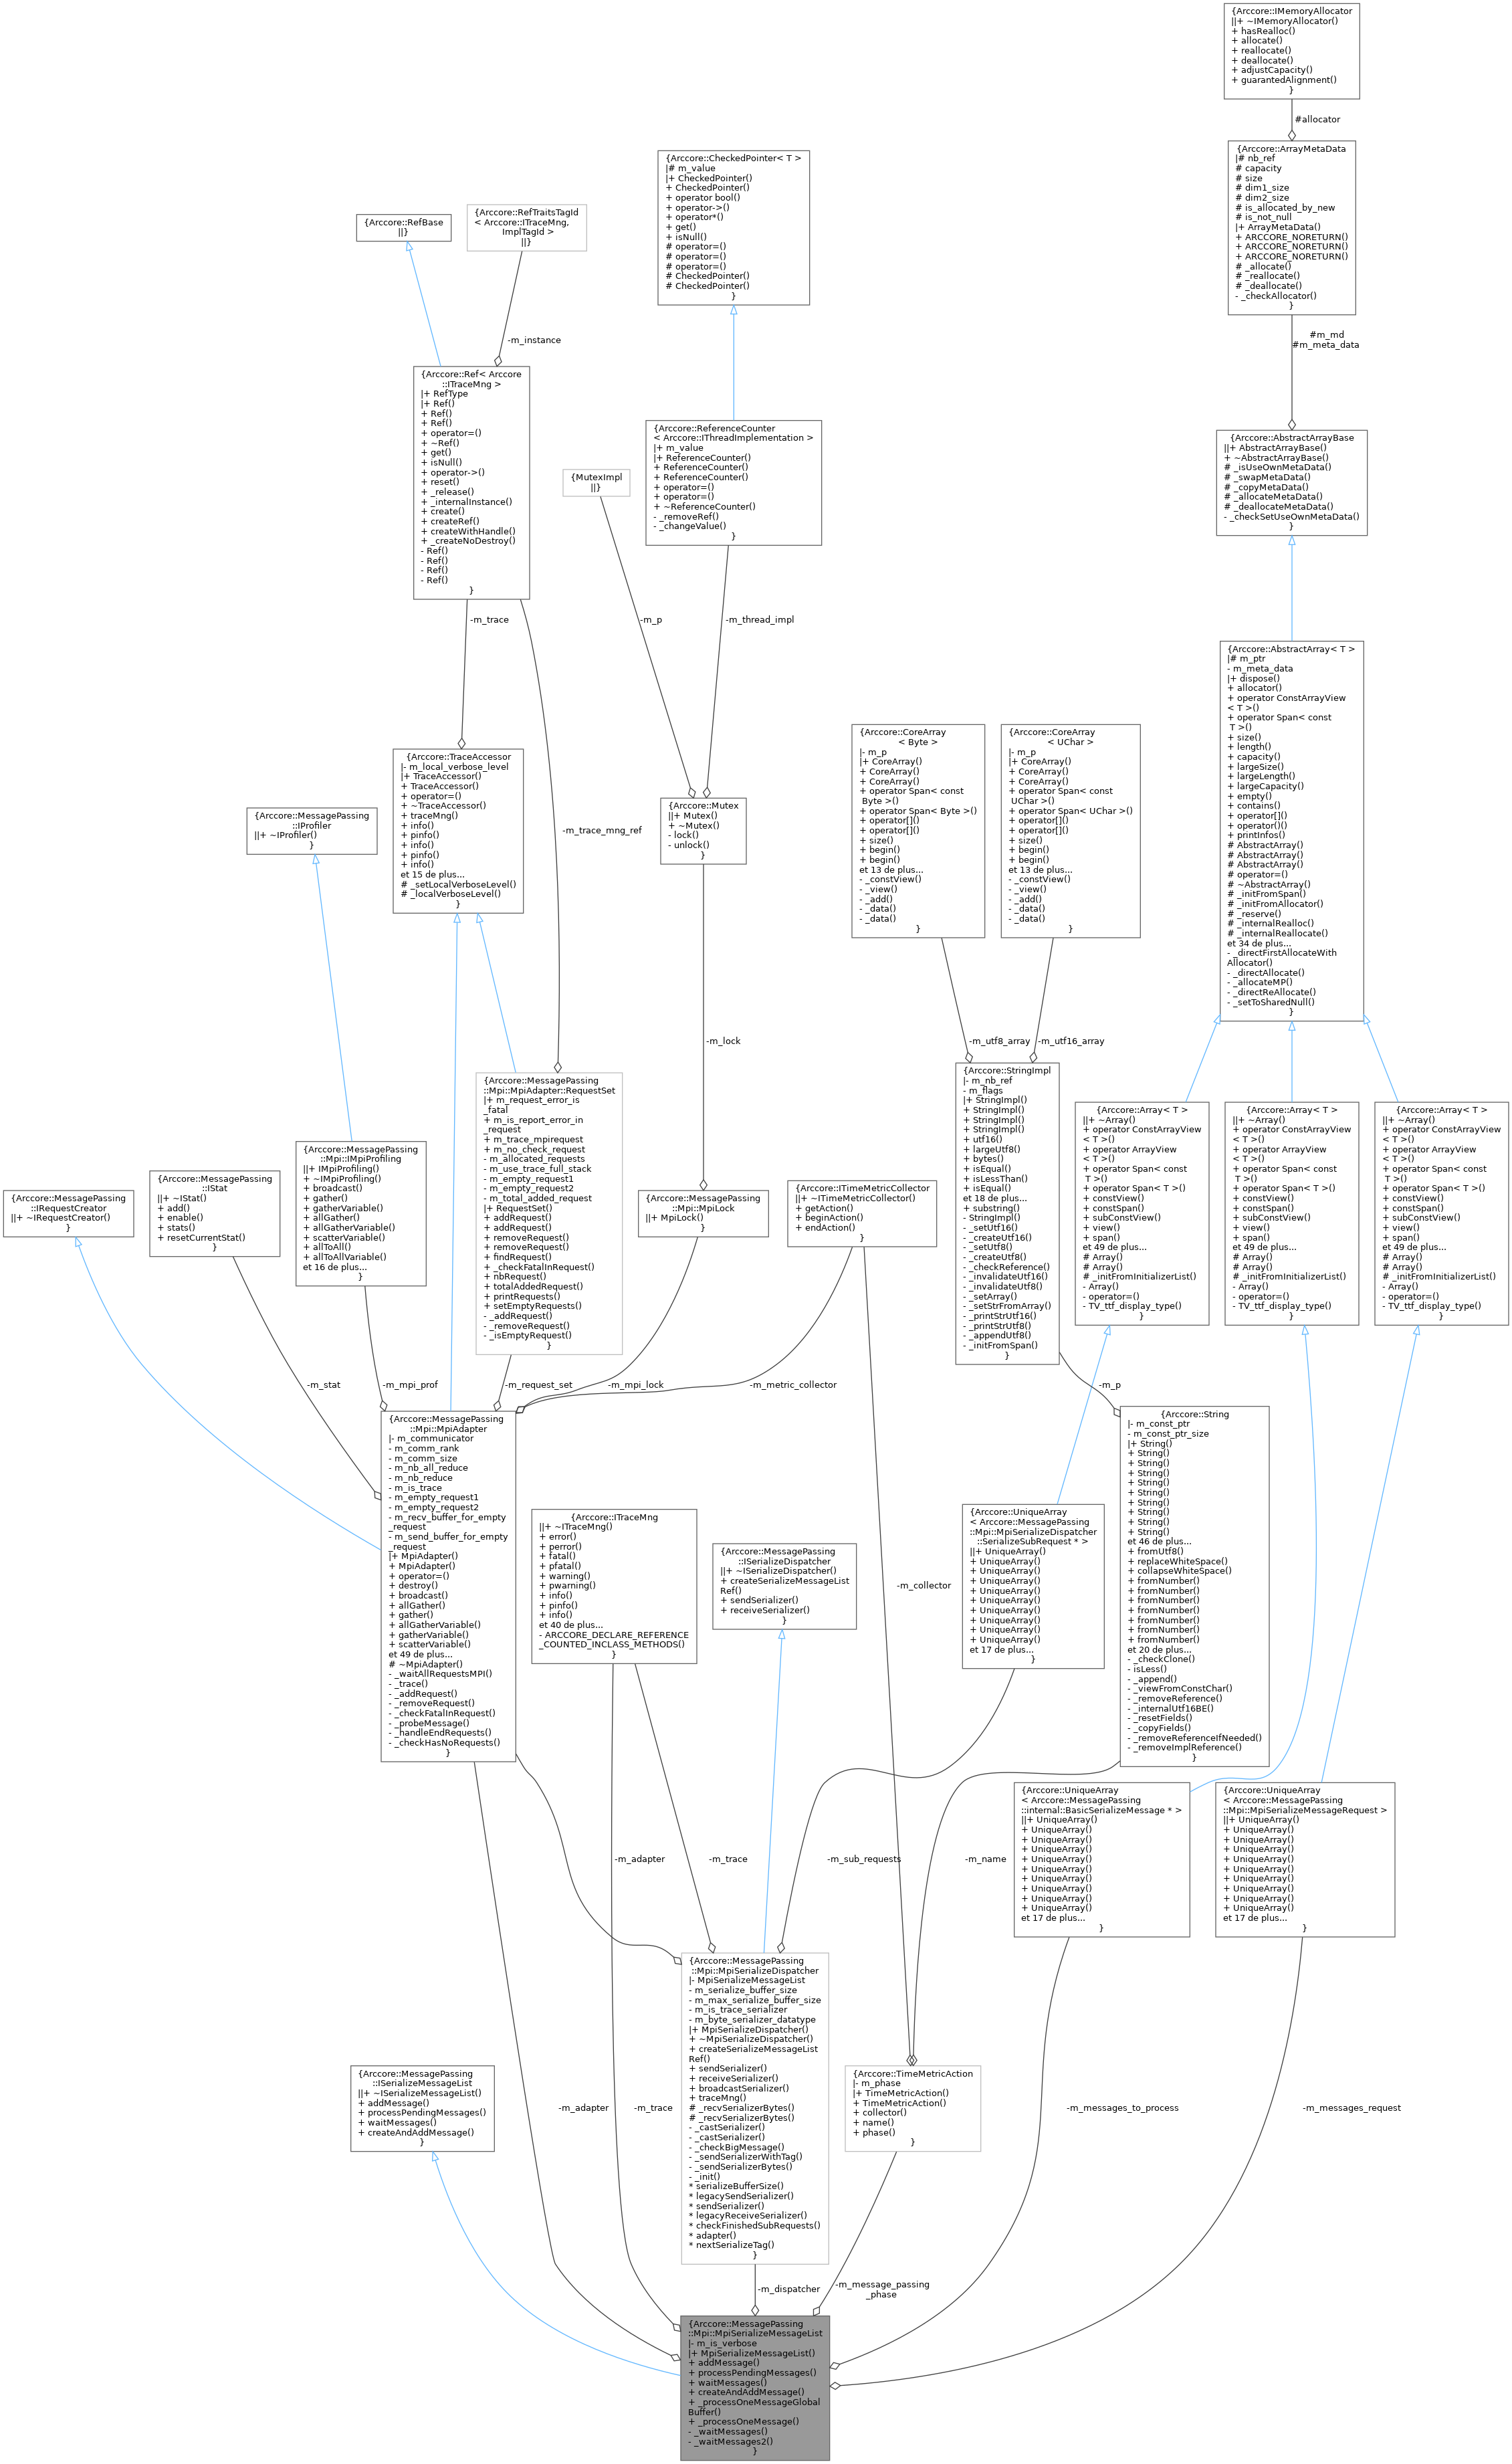 {Arccore::IMemoryAllocator
||+ ~IMemoryAllocator()
+ hasRealloc()
+ allocate()
+ reallocate()
+ deallocate()
+ adjustCapacity()
+ guarantedAlignment()
}
#allocator
{Arccore::ArrayMetaData
|# nb_ref
# capacity
# size
# dim1_size
# dim2_size
# is_allocated_by_new
# is_not_null
|+ ArrayMetaData()
+ ARCCORE_NORETURN()
+ ARCCORE_NORETURN()
+ ARCCORE_NORETURN()
# _allocate()
# _reallocate()
# _deallocate()
- _checkAllocator()
}
{Arccore::CheckedPointer< T >
|# m_value
|+ CheckedPointer()
+ CheckedPointer()
+ operator bool()
+ operator->()
+ operator*()
+ get()
+ isNull()
# operator=()
# operator=()
# operator=()
# CheckedPointer()
# CheckedPointer()
}
{Arccore::RefBase
||}
{Arccore::RefTraitsTagId
< Arccore::ITraceMng,
ImplTagId >
||}
-m_instance
#m_md
#m_meta_data
{Arccore::Ref< Arccore
::ITraceMng >
|+ RefType
|+ Ref()
+ Ref()
+ Ref()
+ operator=()
+ ~Ref()
+ get()
+ isNull()
+ operator->()
+ reset()
+ _release()
+ _internalInstance()
+ create()
+ createRef()
+ createWithHandle()
+ _createNoDestroy()
- Ref()
- Ref()
- Ref()
- Ref()
}
{MutexImpl
||}
{Arccore::ReferenceCounter
< Arccore::IThreadImplementation >
|+ m_value
|+ ReferenceCounter()
+ ReferenceCounter()
+ ReferenceCounter()
+ operator=()
+ operator=()
+ ~ReferenceCounter()
- _removeRef()
- _changeValue()
}
{Arccore::AbstractArrayBase
||+ AbstractArrayBase()
+ ~AbstractArrayBase()
# _isUseOwnMetaData()
# _swapMetaData()
# _copyMetaData()
# _allocateMetaData()
# _deallocateMetaData()
- _checkSetUseOwnMetaData()
}
-m_trace
-m_p
-m_thread_impl
{Arccore::AbstractArray< T >
|# m_ptr
- m_meta_data
|+ dispose()
+ allocator()
+ operator ConstArrayView
< T >()
+ operator Span< const
T >()
+ size()
+ length()
+ capacity()
+ largeSize()
+ largeLength()
+ largeCapacity()
+ empty()
+ contains()
+ operator[]()
+ operator()()
+ printInfos()
# AbstractArray()
# AbstractArray()
# AbstractArray()
# operator=()
# ~AbstractArray()
# _initFromSpan()
# _initFromAllocator()
# _reserve()
# _internalRealloc()
# _internalReallocate()
et 34 de plus...
- _directFirstAllocateWith
Allocator()
- _directAllocate()
- _allocateMP()
- _directReAllocate()
- _setToSharedNull()
}
{Arccore::MessagePassing
::IProfiler
||+ ~IProfiler()
}
{Arccore::TraceAccessor
|- m_local_verbose_level
|+ TraceAccessor()
+ TraceAccessor()
+ operator=()
+ ~TraceAccessor()
+ traceMng()
+ info()
+ pinfo()
+ info()
+ pinfo()
+ info()
et 15 de plus...
# _setLocalVerboseLevel()
# _localVerboseLevel()
}
-m_trace_mng_ref
{Arccore::Mutex
||+ Mutex()
+ ~Mutex()
- lock()
- unlock()
}
{Arccore::CoreArray
< Byte >
|- m_p
|+ CoreArray()
+ CoreArray()
+ CoreArray()
+ operator Span< const
Byte >()
+ operator Span< Byte >()
+ operator[]()
+ operator[]()
+ size()
+ begin()
+ begin()
et 13 de plus...
- _constView()
- _view()
- _add()
- _data()
- _data()
}
{Arccore::CoreArray
< UChar >
|- m_p
|+ CoreArray()
+ CoreArray()
+ CoreArray()
+ operator Span< const
UChar >()
+ operator Span< UChar >()
+ operator[]()
+ operator[]()
+ size()
+ begin()
+ begin()
et 13 de plus...
- _constView()
- _view()
- _add()
- _data()
- _data()
}
-m_lock
-m_utf8_array
-m_utf16_array
{Arccore::MessagePassing
::IRequestCreator
||+ ~IRequestCreator()
}
{Arccore::MessagePassing
::IStat
||+ ~IStat()
+ add()
+ enable()
+ stats()
+ resetCurrentStat()
}
{Arccore::MessagePassing
::Mpi::IMpiProfiling
||+ IMpiProfiling()
+ ~IMpiProfiling()
+ broadcast()
+ gather()
+ gatherVariable()
+ allGather()
+ allGatherVariable()
+ scatterVariable()
+ allToAll()
+ allToAllVariable()
et 16 de plus...
}
{Arccore::MessagePassing
::Mpi::MpiAdapter::RequestSet
|+ m_request_error_is
_fatal
+ m_is_report_error_in
_request
+ m_trace_mpirequest
+ m_no_check_request
- m_allocated_requests
- m_use_trace_full_stack
- m_empty_request1
- m_empty_request2
- m_total_added_request
|+ RequestSet()
+ addRequest()
+ addRequest()
+ removeRequest()
+ removeRequest()
+ findRequest()
+ _checkFatalInRequest()
+ nbRequest()
+ totalAddedRequest()
+ printRequests()
+ setEmptyRequests()
- _addRequest()
- _removeRequest()
- _isEmptyRequest()
}
{Arccore::MessagePassing
::Mpi::MpiLock
||+ MpiLock()
}
{Arccore::ITimeMetricCollector
||+ ~ITimeMetricCollector()
+ getAction()
+ beginAction()
+ endAction()
}
{Arccore::StringImpl
|- m_nb_ref
- m_flags
|+ StringImpl()
+ StringImpl()
+ StringImpl()
+ StringImpl()
+ utf16()
+ largeUtf8()
+ bytes()
+ isEqual()
+ isLessThan()
+ isEqual()
et 18 de plus...
+ substring()
- StringImpl()
- _setUtf16()
- _createUtf16()
- _setUtf8()
- _createUtf8()
- _checkReference()
- _invalidateUtf16()
- _invalidateUtf8()
- _setArray()
- _setStrFromArray()
- _printStrUtf16()
- _printStrUtf8()
- _appendUtf8()
- _initFromSpan()
}
{Arccore::Array< T >
||+ ~Array()
+ operator ConstArrayView
< T >()
+ operator ArrayView
< T >()
+ operator Span< const
T >()
+ operator Span< T >()
+ constView()
+ constSpan()
+ subConstView()
+ view()
+ span()
et 49 de plus...
# Array()
# Array()
# _initFromInitializerList()
- Array()
- operator=()
- TV_ttf_display_type()
}
{Arccore::Array< T >
||+ ~Array()
+ operator ConstArrayView
< T >()
+ operator ArrayView
< T >()
+ operator Span< const
T >()
+ operator Span< T >()
+ constView()
+ constSpan()
+ subConstView()
+ view()
+ span()
et 49 de plus...
# Array()
# Array()
# _initFromInitializerList()
- Array()
- operator=()
- TV_ttf_display_type()
}
{Arccore::Array< T >
||+ ~Array()
+ operator ConstArrayView
< T >()
+ operator ArrayView
< T >()
+ operator Span< const
T >()
+ operator Span< T >()
+ constView()
+ constSpan()
+ subConstView()
+ view()
+ span()
et 49 de plus...
# Array()
# Array()
# _initFromInitializerList()
- Array()
- operator=()
- TV_ttf_display_type()
}
-m_stat
-m_mpi_prof
-m_request_set
-m_mpi_lock
-m_metric_collector
-m_p
{Arccore::MessagePassing
::Mpi::MpiAdapter
|- m_communicator
- m_comm_rank
- m_comm_size
- m_nb_all_reduce
- m_nb_reduce
- m_is_trace
- m_empty_request1
- m_empty_request2
- m_recv_buffer_for_empty
_request
- m_send_buffer_for_empty
_request
|+ MpiAdapter()
+ MpiAdapter()
+ operator=()
+ destroy()
+ broadcast()
+ allGather()
+ gather()
+ allGatherVariable()
+ gatherVariable()
+ scatterVariable()
et 49 de plus...
# ~MpiAdapter()
- _waitAllRequestsMPI()
- _trace()
- _addRequest()
- _removeRequest()
- _checkFatalInRequest()
- _probeMessage()
- _handleEndRequests()
- _checkHasNoRequests()
}
{Arccore::ITraceMng
||+ ~ITraceMng()
+ error()
+ perror()
+ fatal()
+ pfatal()
+ warning()
+ pwarning()
+ info()
+ pinfo()
+ info()
et 40 de plus...
- ARCCORE_DECLARE_REFERENCE
_COUNTED_INCLASS_METHODS()
}
{Arccore::MessagePassing
::ISerializeDispatcher
||+ ~ISerializeDispatcher()
+ createSerializeMessageList
Ref()
+ sendSerializer()
+ receiveSerializer()
}
-m_collector
{Arccore::UniqueArray
< Arccore::MessagePassing
::Mpi::MpiSerializeDispatcher
::SerializeSubRequest * >
||+ UniqueArray()
+ UniqueArray()
+ UniqueArray()
+ UniqueArray()
+ UniqueArray()
+ UniqueArray()
+ UniqueArray()
+ UniqueArray()
+ UniqueArray()
+ UniqueArray()
et 17 de plus...
}
{Arccore::String
|- m_const_ptr
- m_const_ptr_size
|+ String()
+ String()
+ String()
+ String()
+ String()
+ String()
+ String()
+ String()
+ String()
+ String()
et 46 de plus...
+ fromUtf8()
+ replaceWhiteSpace()
+ collapseWhiteSpace()
+ fromNumber()
+ fromNumber()
+ fromNumber()
+ fromNumber()
+ fromNumber()
+ fromNumber()
+ fromNumber()
et 20 de plus...
- _checkClone()
- isLess()
- _append()
- _viewFromConstChar()
- _removeReference()
- _internalUtf16BE()
- _resetFields()
- _copyFields()
- _removeReferenceIfNeeded()
- _removeImplReference()
}
{Arccore::UniqueArray
< Arccore::MessagePassing
::internal::BasicSerializeMessage * >
||+ UniqueArray()
+ UniqueArray()
+ UniqueArray()
+ UniqueArray()
+ UniqueArray()
+ UniqueArray()
+ UniqueArray()
+ UniqueArray()
+ UniqueArray()
+ UniqueArray()
et 17 de plus...
}
{Arccore::UniqueArray
< Arccore::MessagePassing
::Mpi::MpiSerializeMessageRequest >
||+ UniqueArray()
+ UniqueArray()
+ UniqueArray()
+ UniqueArray()
+ UniqueArray()
+ UniqueArray()
+ UniqueArray()
+ UniqueArray()
+ UniqueArray()
+ UniqueArray()
et 17 de plus...
}
-m_adapter
-m_trace
-m_sub_requests
-m_name
{Arccore::MessagePassing
::Mpi::MpiSerializeDispatcher
|- MpiSerializeMessageList
- m_serialize_buffer_size
- m_max_serialize_buffer_size
- m_is_trace_serializer
- m_byte_serializer_datatype
|+ MpiSerializeDispatcher()
+ ~MpiSerializeDispatcher()
+ createSerializeMessageList
Ref()
+ sendSerializer()
+ receiveSerializer()
+ broadcastSerializer()
+ traceMng()
# _recvSerializerBytes()
# _recvSerializerBytes()
- _castSerializer()
- _castSerializer()
- _checkBigMessage()
- _sendSerializerWithTag()
- _sendSerializerBytes()
- _init()
* serializeBufferSize()
* legacySendSerializer()
* sendSerializer()
* legacyReceiveSerializer()
* checkFinishedSubRequests()
* adapter()
* nextSerializeTag()
}
{Arccore::MessagePassing
::ISerializeMessageList
||+ ~ISerializeMessageList()
+ addMessage()
+ processPendingMessages()
+ waitMessages()
+ createAndAddMessage()
}
{Arccore::TimeMetricAction
|- m_phase
|+ TimeMetricAction()
+ TimeMetricAction()
+ collector()
+ name()
+ phase()
}
-m_adapter
-m_trace
-m_messages_to_process
-m_messages_request
-m_dispatcher
-m_message_passing
_phase
{Arccore::MessagePassing
::Mpi::MpiSerializeMessageList
|- m_is_verbose
|+ MpiSerializeMessageList()
+ addMessage()
+ processPendingMessages()
+ waitMessages()
+ createAndAddMessage()
+ _processOneMessageGlobal
Buffer()
+ _processOneMessage()
- _waitMessages()
- _waitMessages2()
}